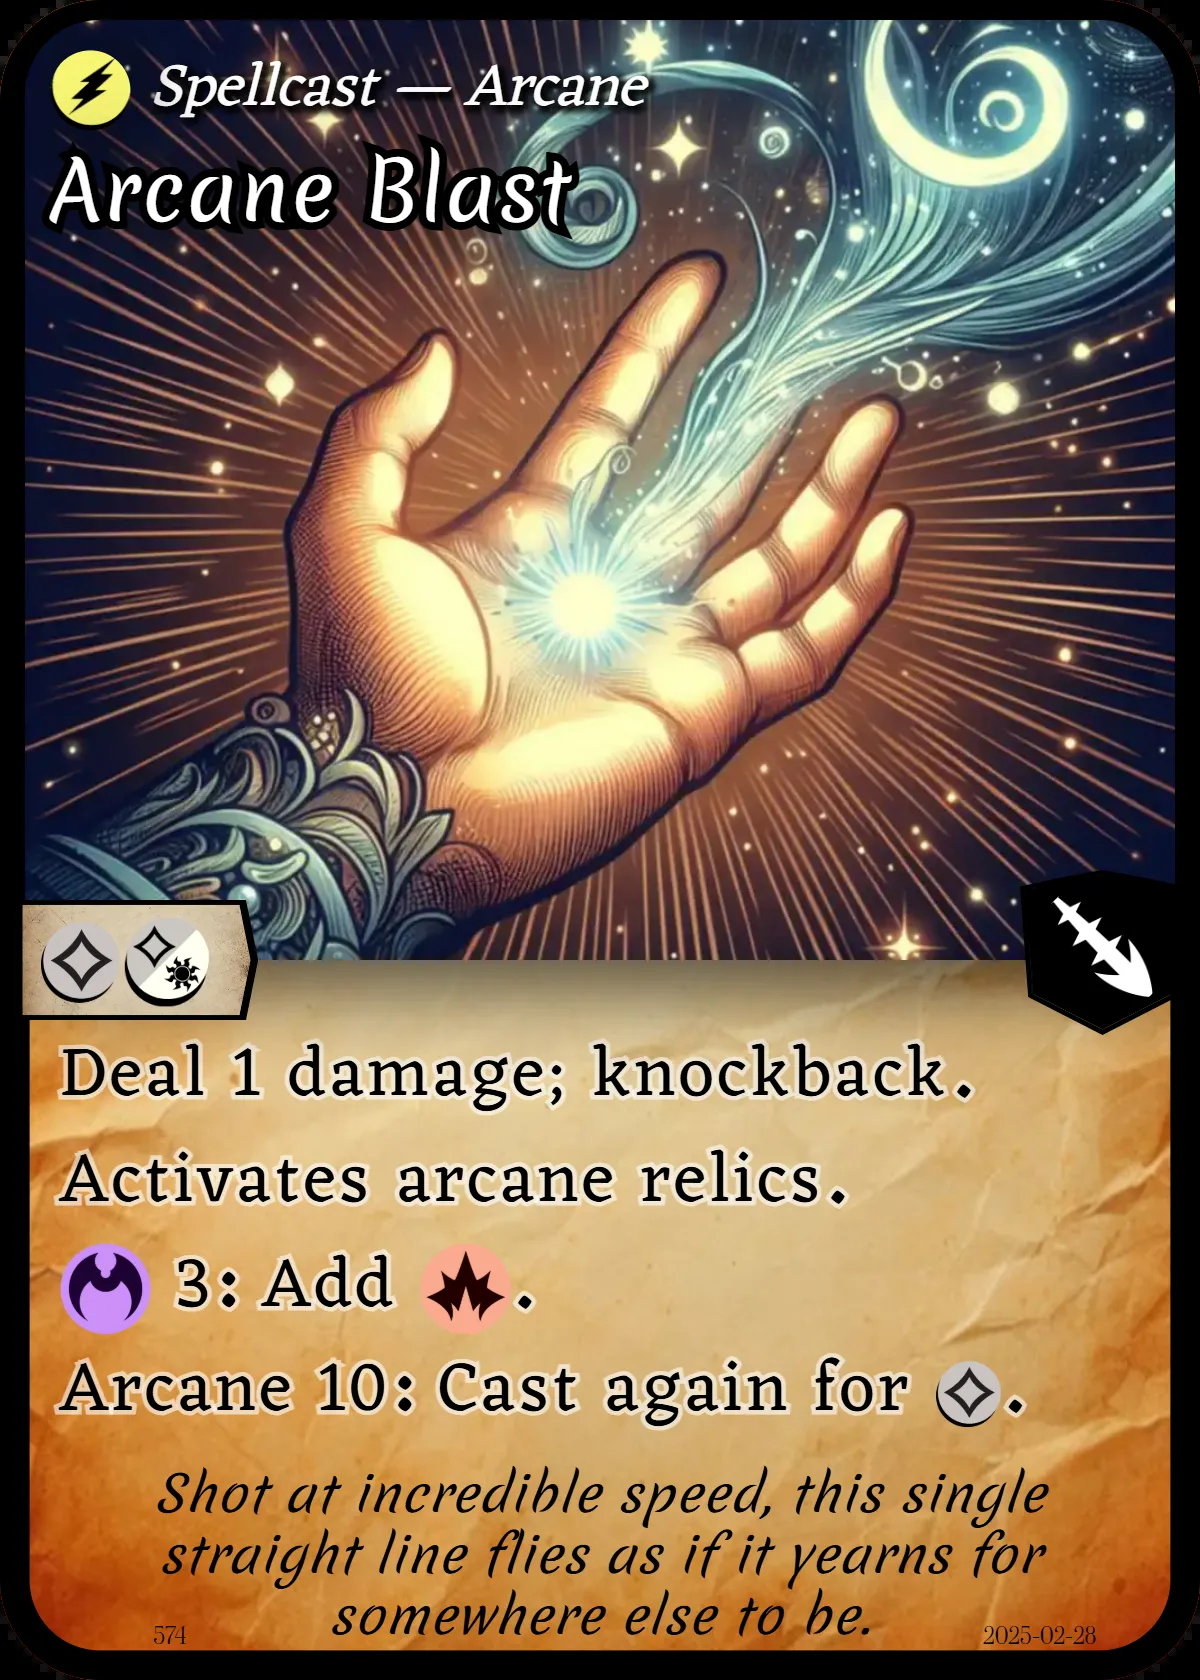 Spellcast — Arcane
Arcane Blast
Deal 1 damage; knockback.
Activates arcane relics.
3: Add .
Arcane 10: Cast again for .
Shot at incredible speed, this single
straight line flies as if it yearns for
somewhere else to be.
574
2025-02-28